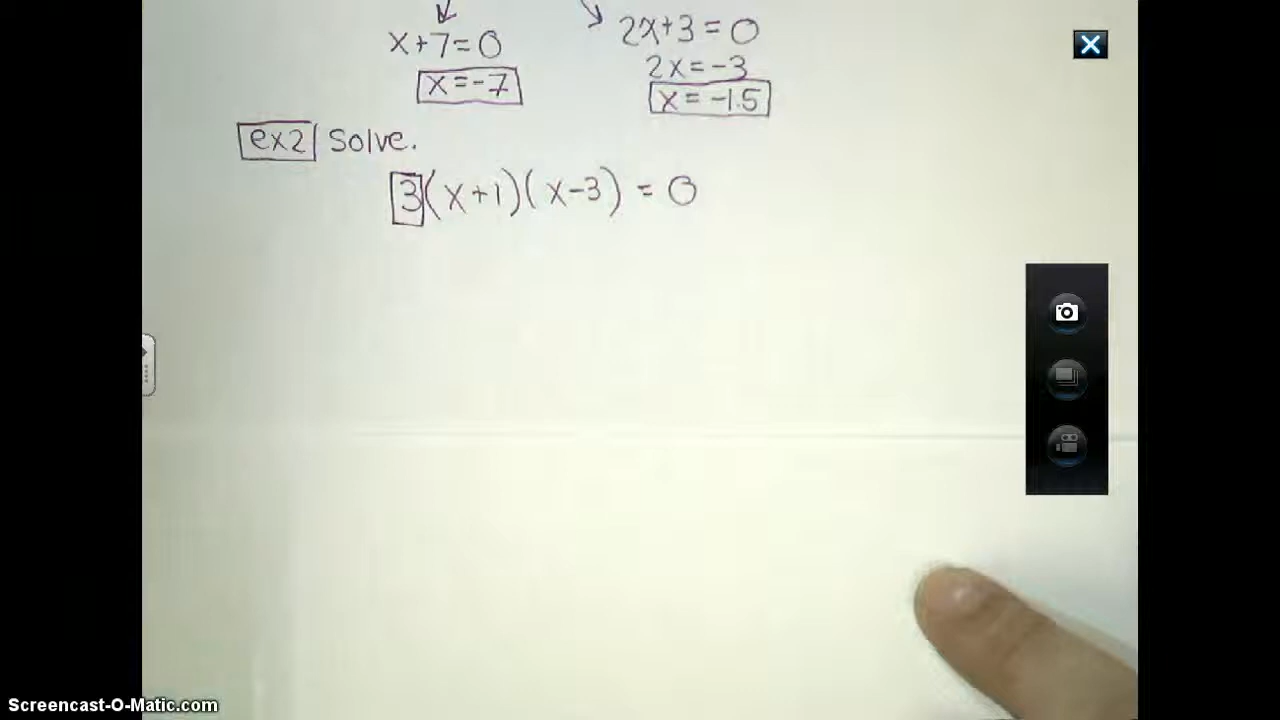 x+7=0 2x+3=0
2x=-3
x=-7 x=-1.5
ex2 Solve.
3(x+1)(x-3)=0
Screencast-O-Matic.com